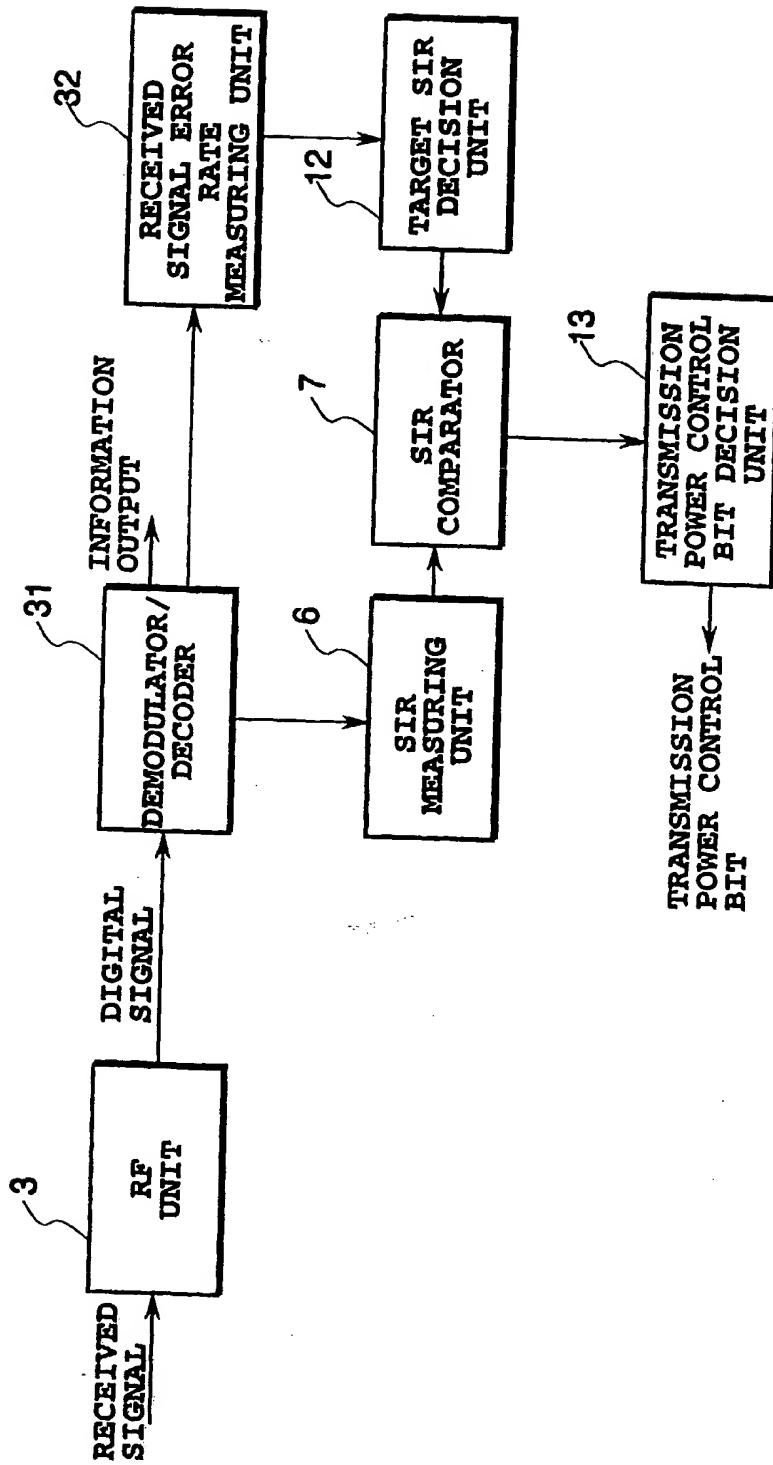 RECEIVED
SIGNAL
3
RF
UNIT
DIGITAL
SIGNAL
31
DEMODULATOR/
DECODER
INFORMATION
OUTPUT
32
RECEIVED
SIGNAL ERROR
RATE
MEASURING UNIT
6
SIR
MEASURING
UNIT
7
SIR
COMPARATOR
12
TARGET SIR
DECISION
UNIT
13
TRANSMISSION
POWER CONTROL
BIT DECISION
UNIT
TRANSMISSION
POWER CONTROL
BIT